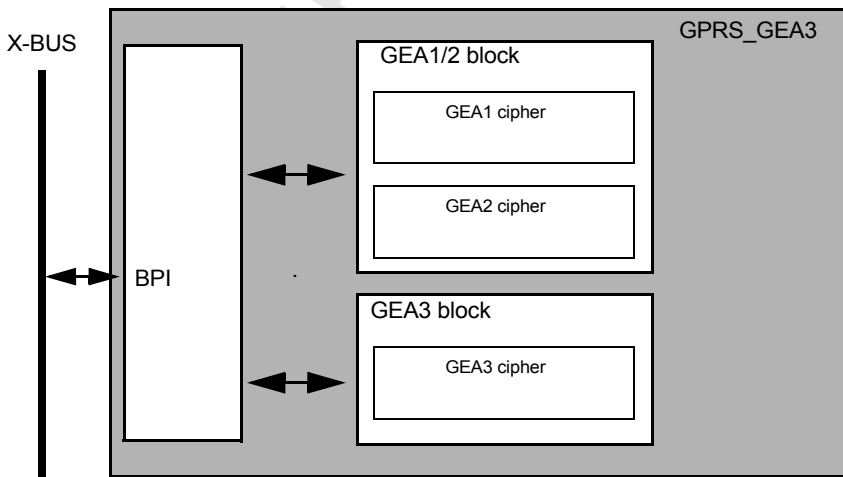 GPRS_GEA3
X-BUS
GEA1/2 block
GEA1 cipher
GEA2 cipher
BPI
GEA3 block
GEA3 cipher